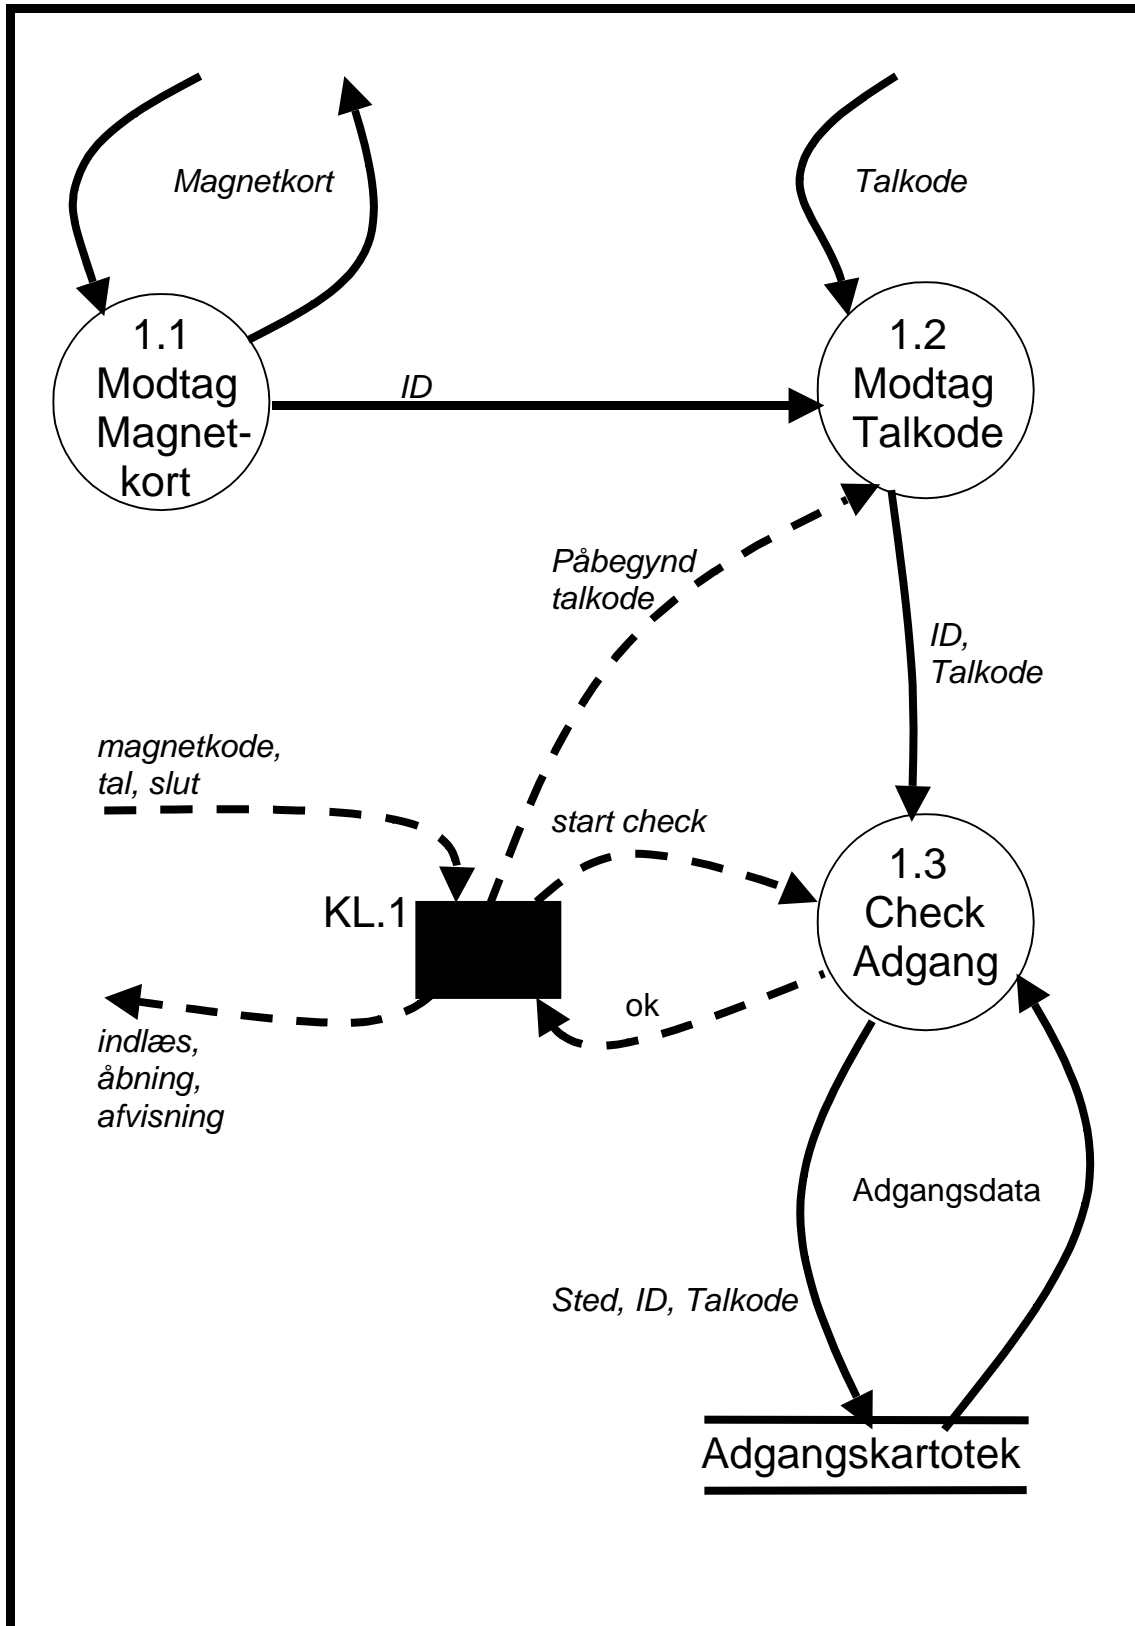 Magnetkort
Talkode
1.1
Modtag
Magnet-
kort
ID
1.2
Modtag
Talkode
Påbegynd
talkode
ID,
Talkode
magnetkode,
tal, slut
start check
KL.1
1.3
Check
Adgang
ok
indlæs,
åbning,
afvisning
Adgangsdata
Sted, ID, Talkode
Adgangskartotek